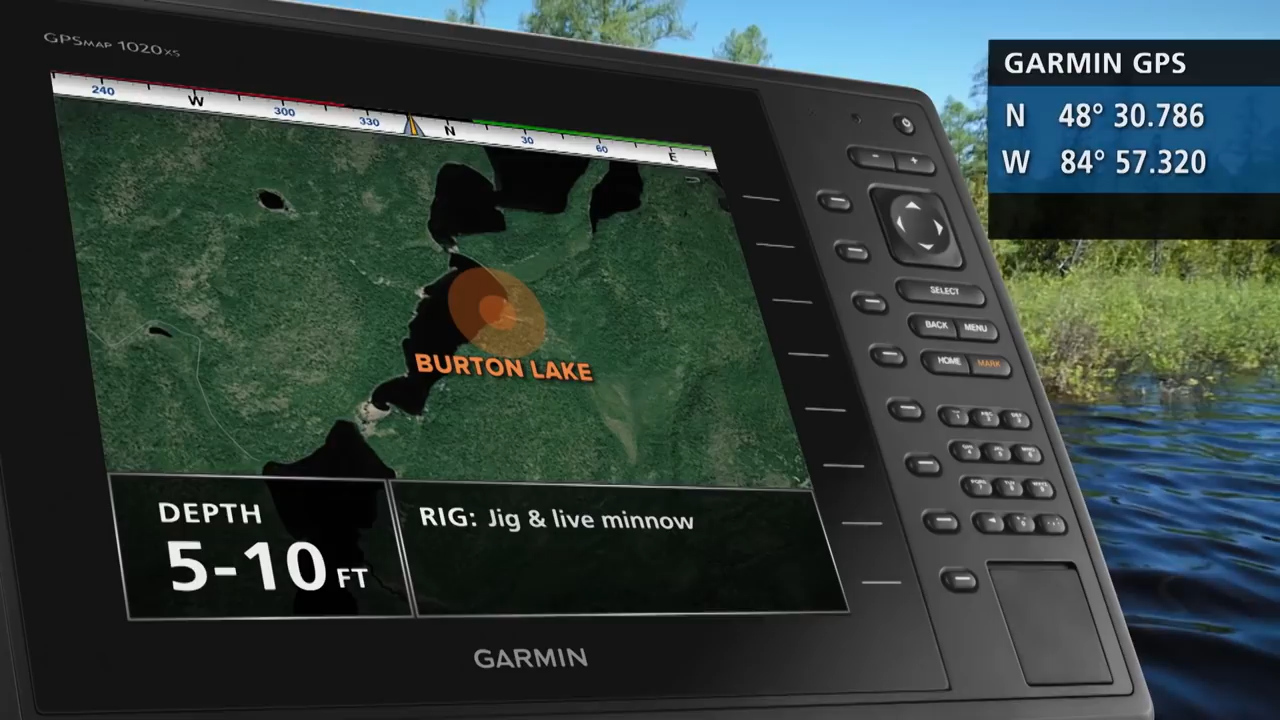 GPSMAP 1020xs
240 W 300 330 N 30 60 E
GARMIN GPS
N 48° 30.786
W 84° 57.320
BURTON LAKE
DEPTH
5-10 FT
RIG: Jig & live minnow
GARMIN
- +
SELECT
BACK MENU
HOME MARK